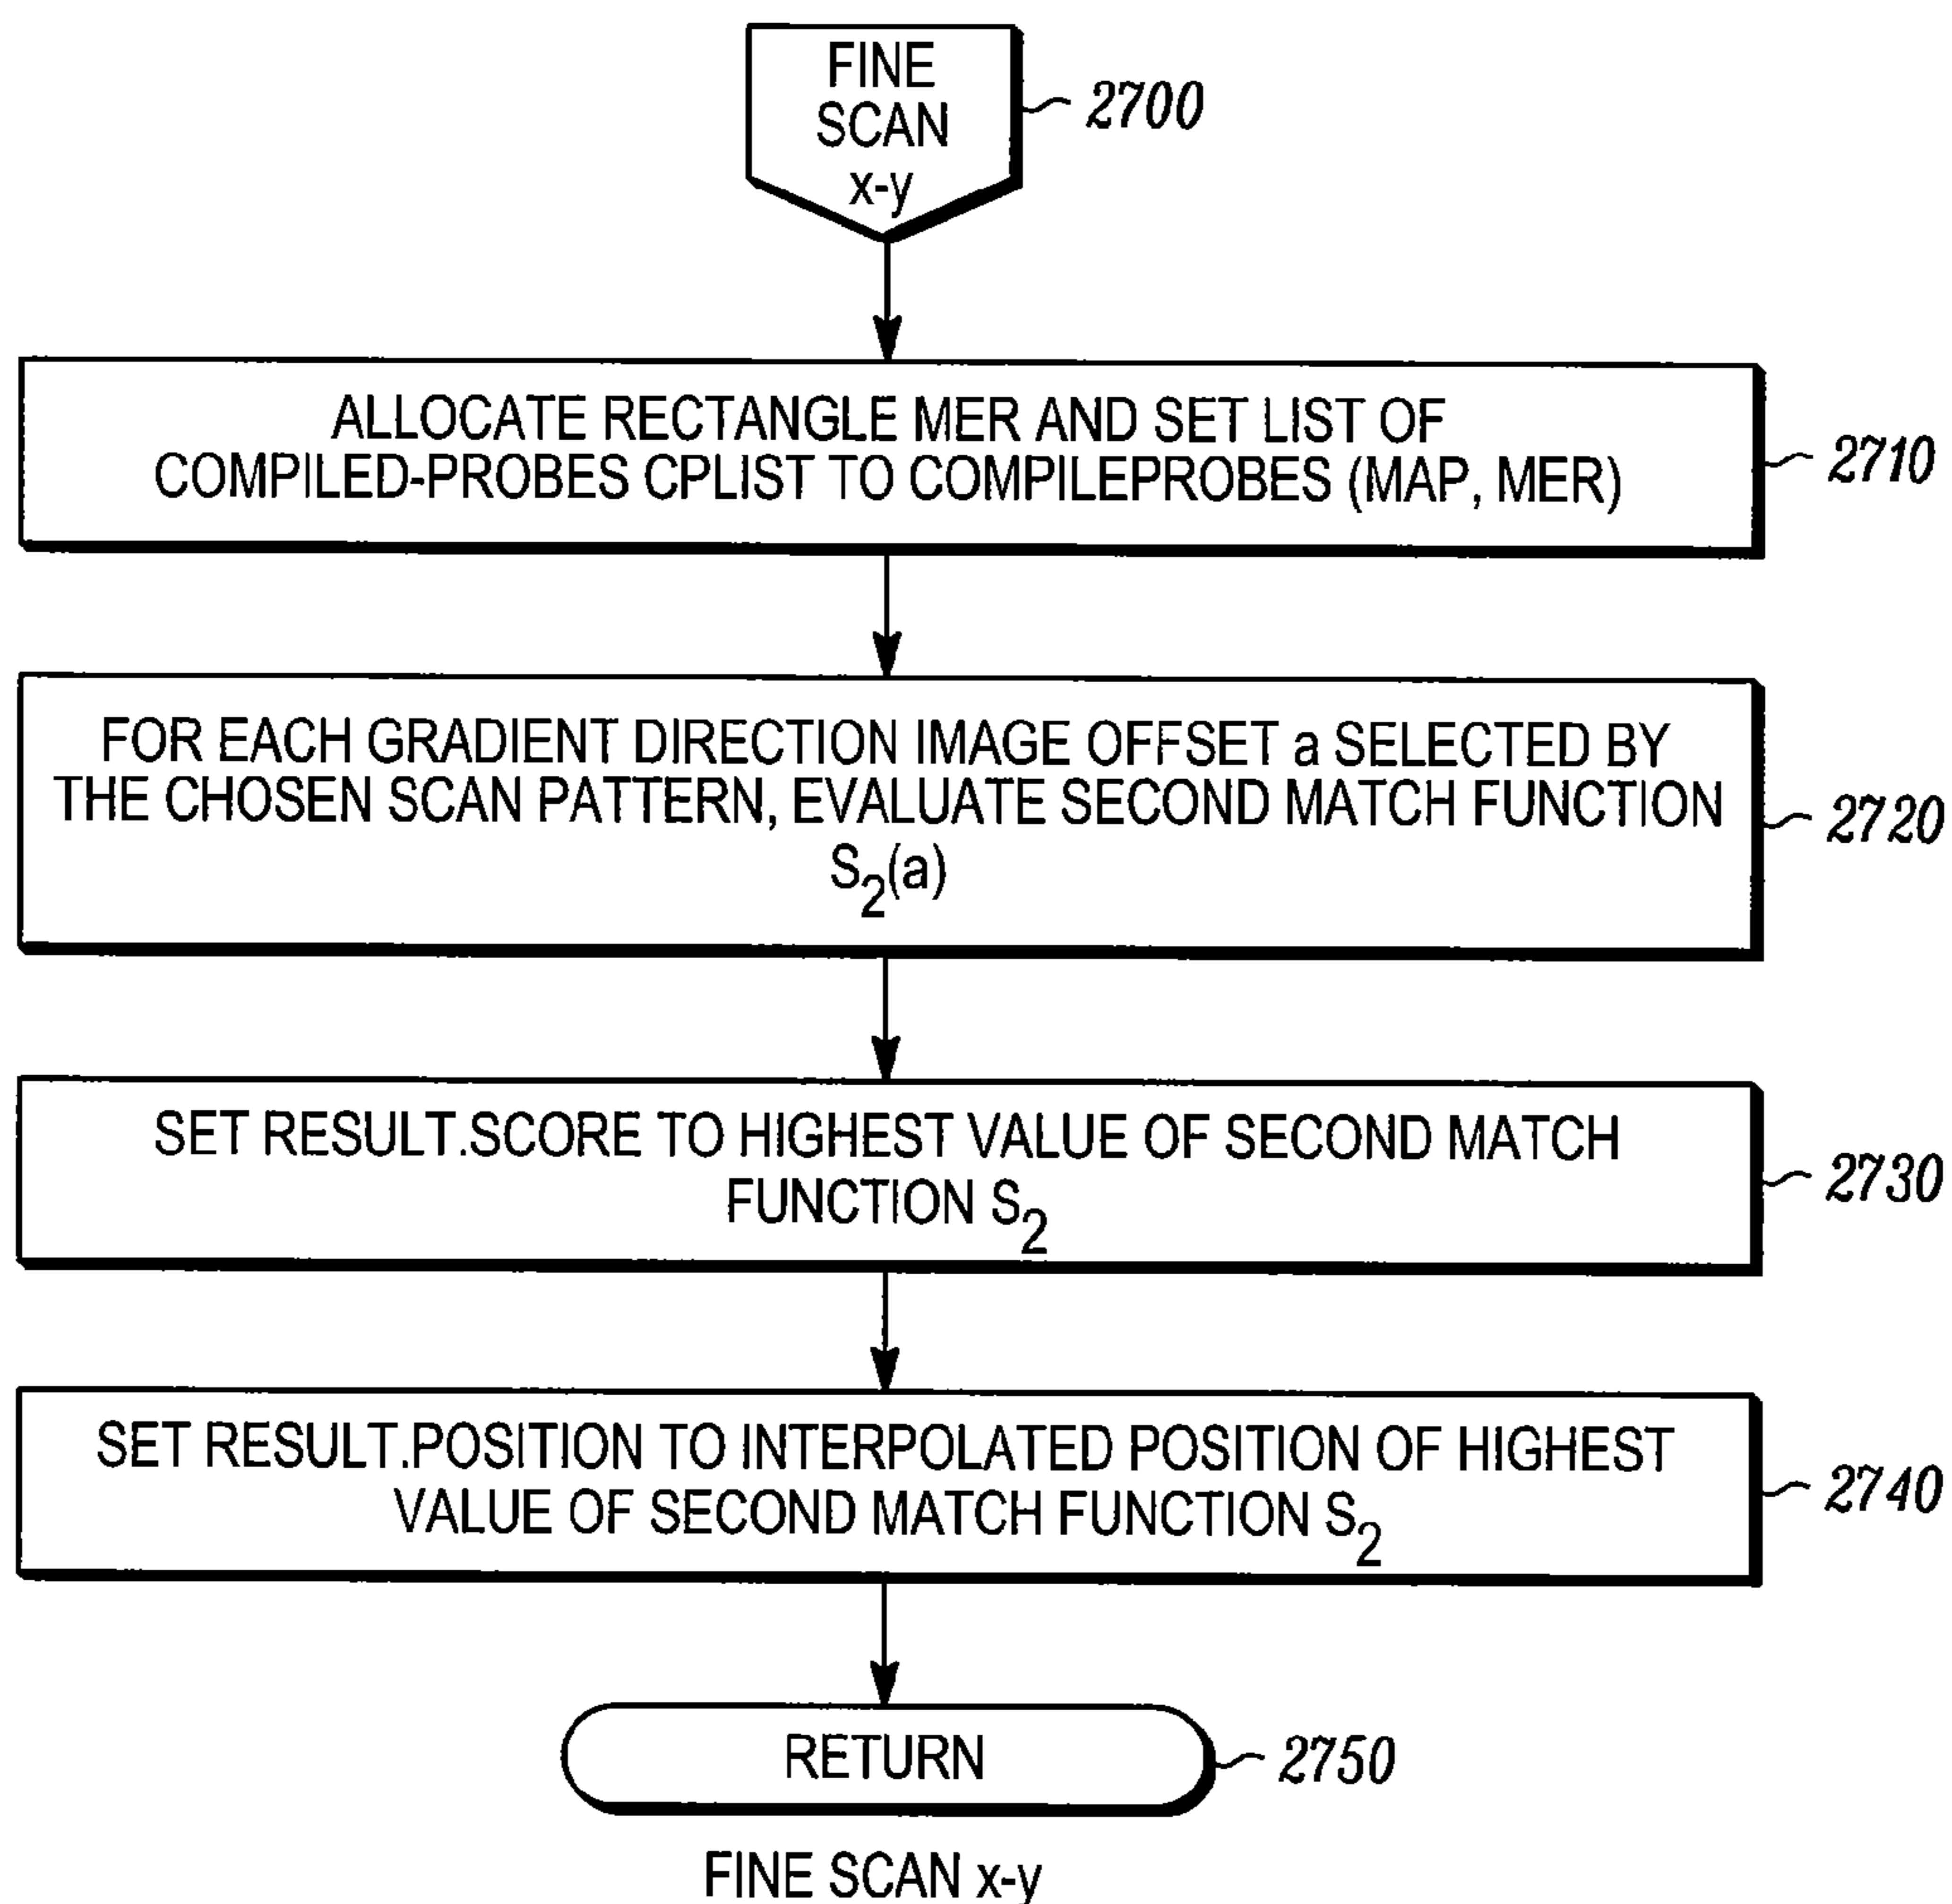 FINE
SCAN
x-y
2700
ALLOCATE RECTANGLE MER AND SET LIST OF
COMPILED-PROBES CPLIST TO COMPILEPROBES (MAP, MER)
2710
FOR EACH GRADIENT DIRECTION IMAGE OFFSET a SELECTED BY
THE CHOSEN SCAN PATTERN, EVALUATE SECOND MATCH FUNCTION
S2(a)
2720
SET RESULT.SCORE TO HIGHEST VALUE OF SECOND MATCH
FUNCTION S2
2730
SET RESULT.POSITION TO INTERPOLATED POSITION OF HIGHEST
VALUE OF SECOND MATCH FUNCTION S2
2740
RETURN
2750
FINE SCAN x-y